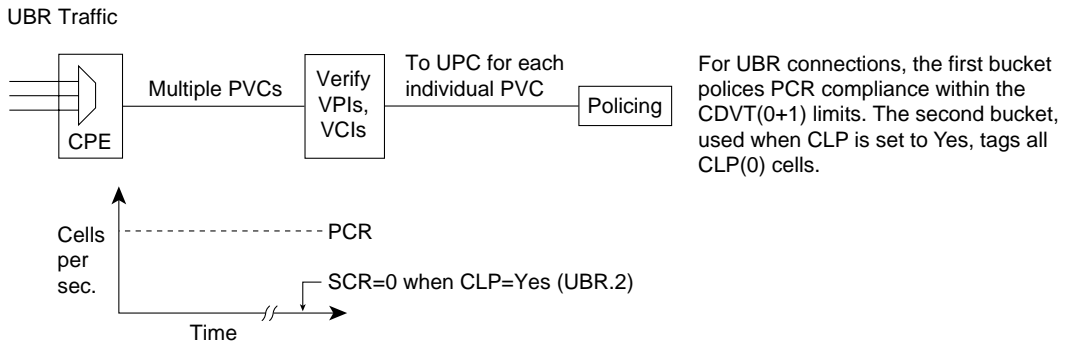 UBR Traffic
CPE
Multiple PVCs
Verify
VPIs,
VCIs
To UPC for each
individual PVC
Policing
For UBR connections, the first bucket
polices PCR compliance within the
CDVT(0+1) limits. The second bucket,
used when CLP is set to Yes, tags all
CLP(0) cells.
Cells
per
sec.
PCR
SCR=0 when CLP=Yes (UBR.2)
Time